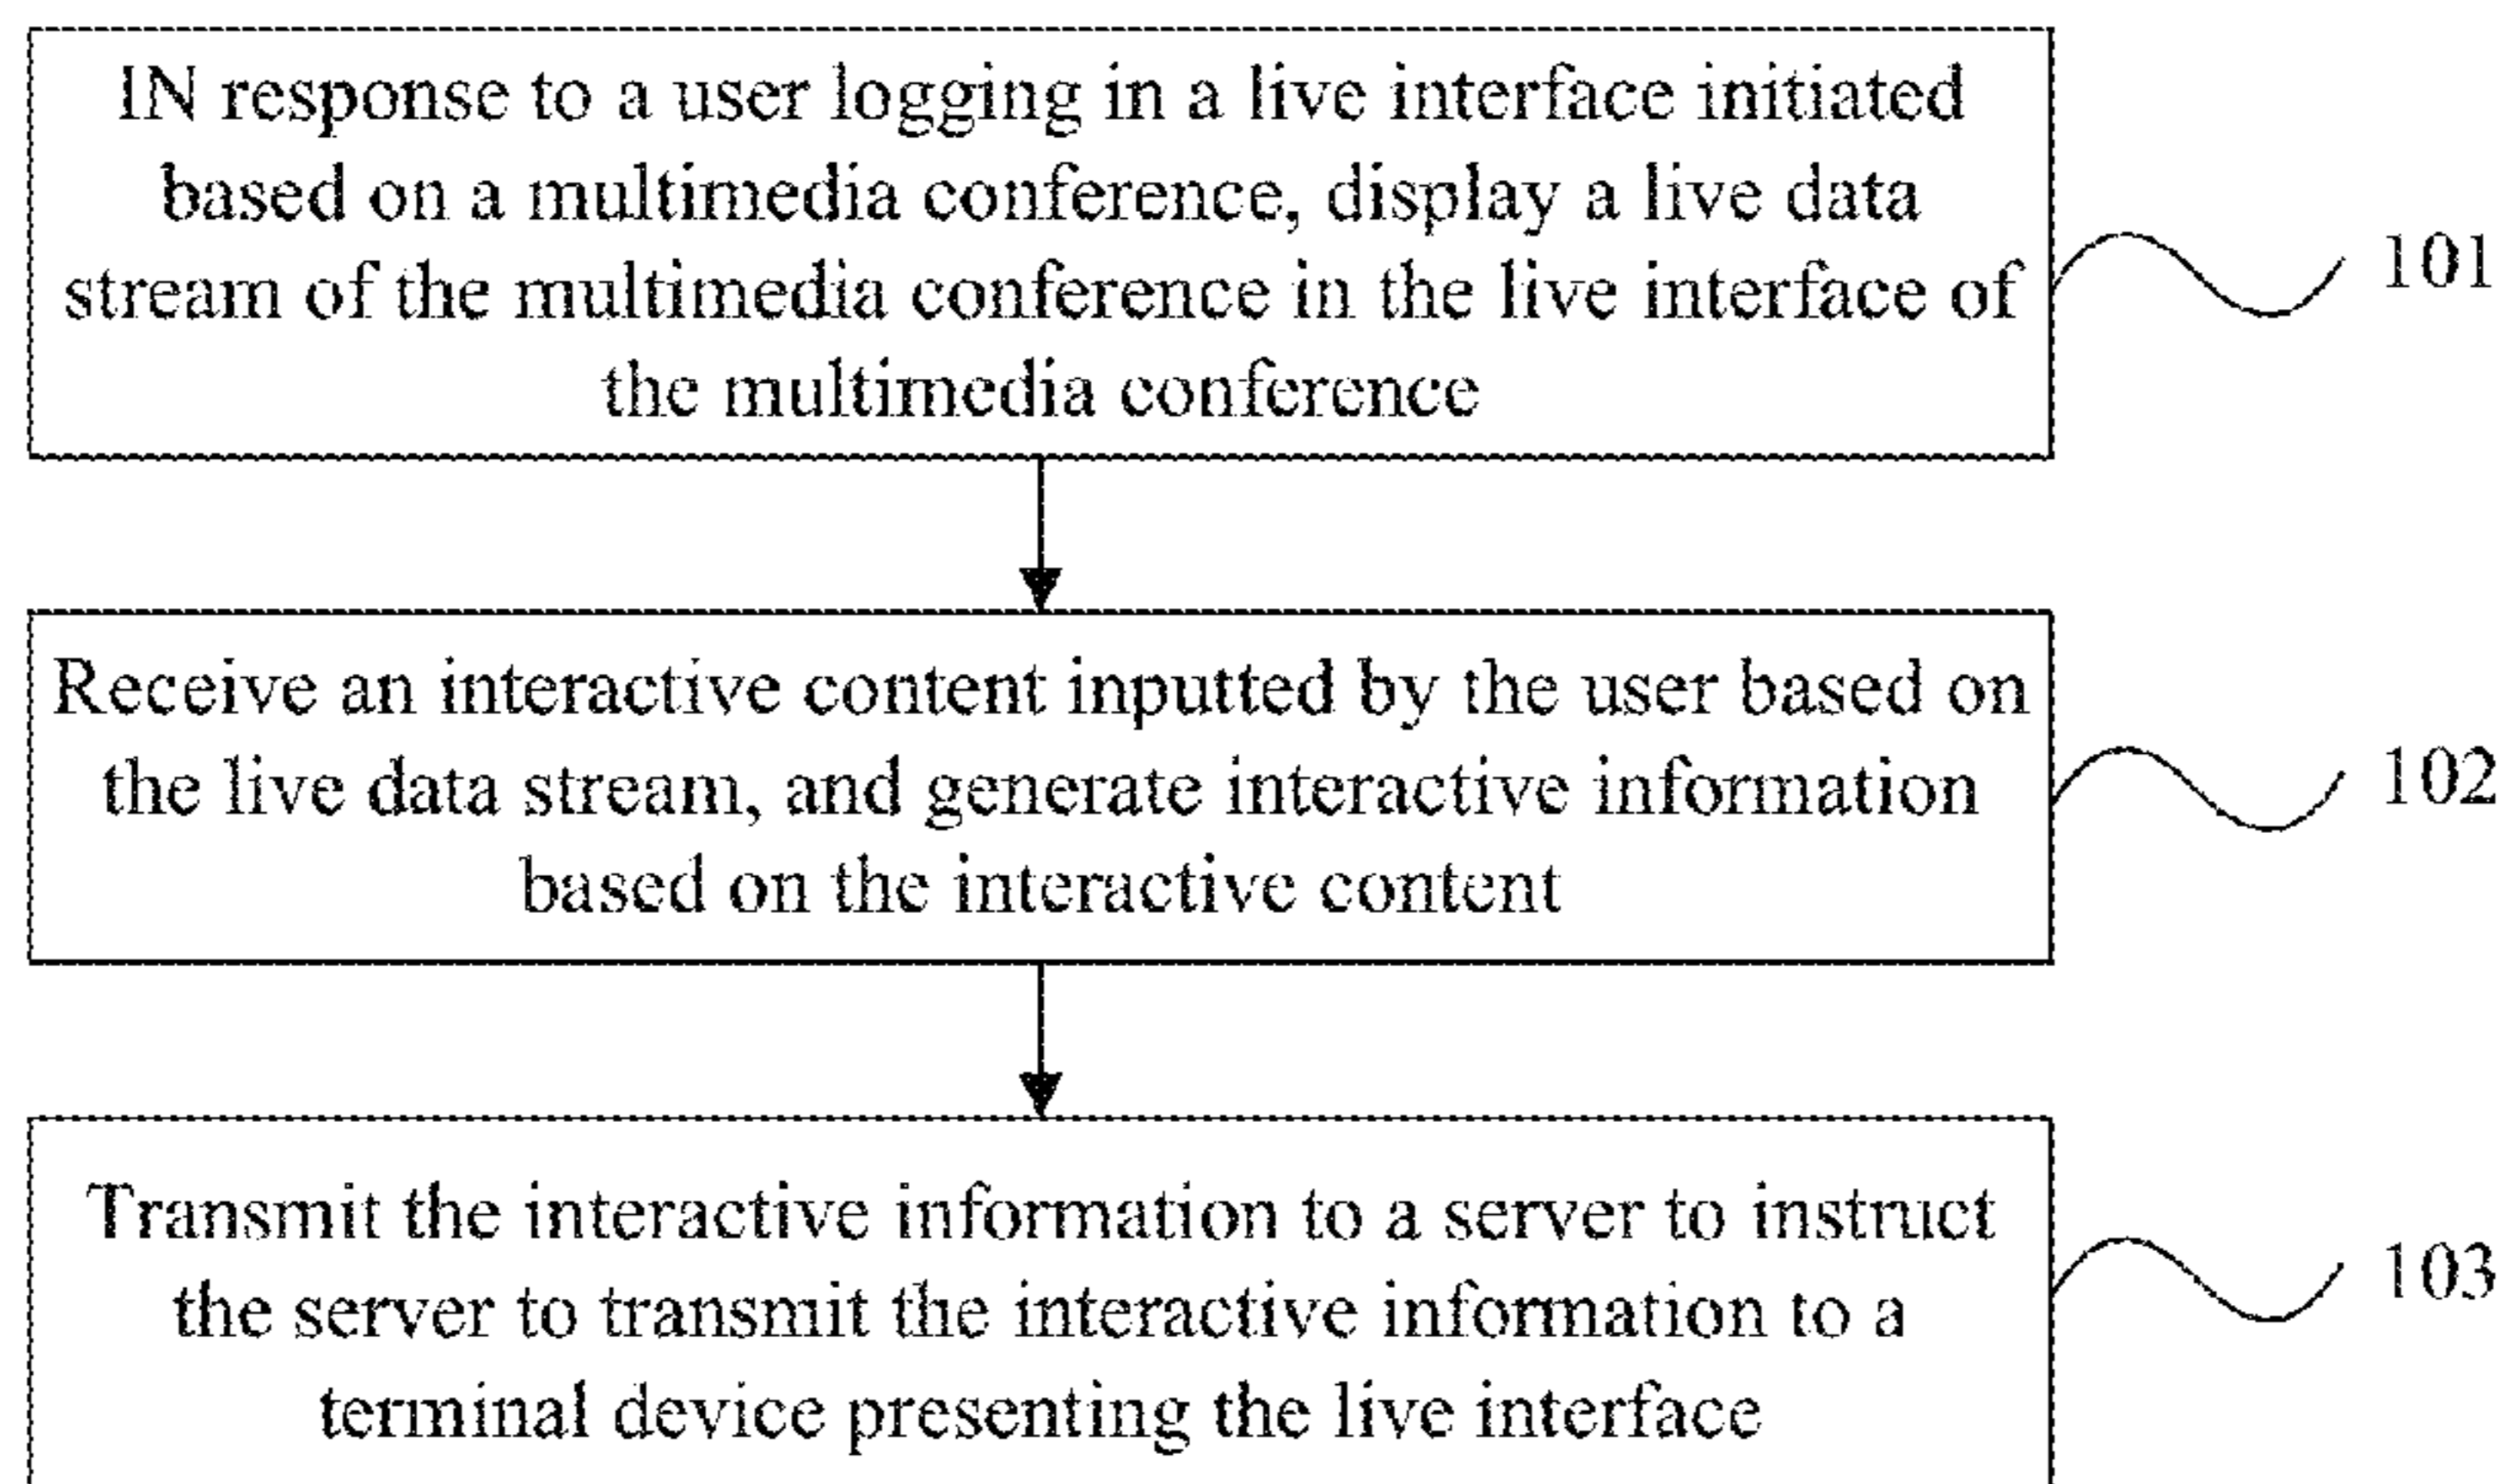 IN response to a user logging in a live interface initiated
based on a multimedia conference, display a live data
stream of the multimedia conference in the live interface of
the multimedia conference
101
Receive an interactive content inputted by the user based on
the live data stream, and generate interactive information
based on the interactive content
102
Transmit the interactive information to a server to instruct
the server to transmit the interactive information to a
terminal device presenting the live interface
103